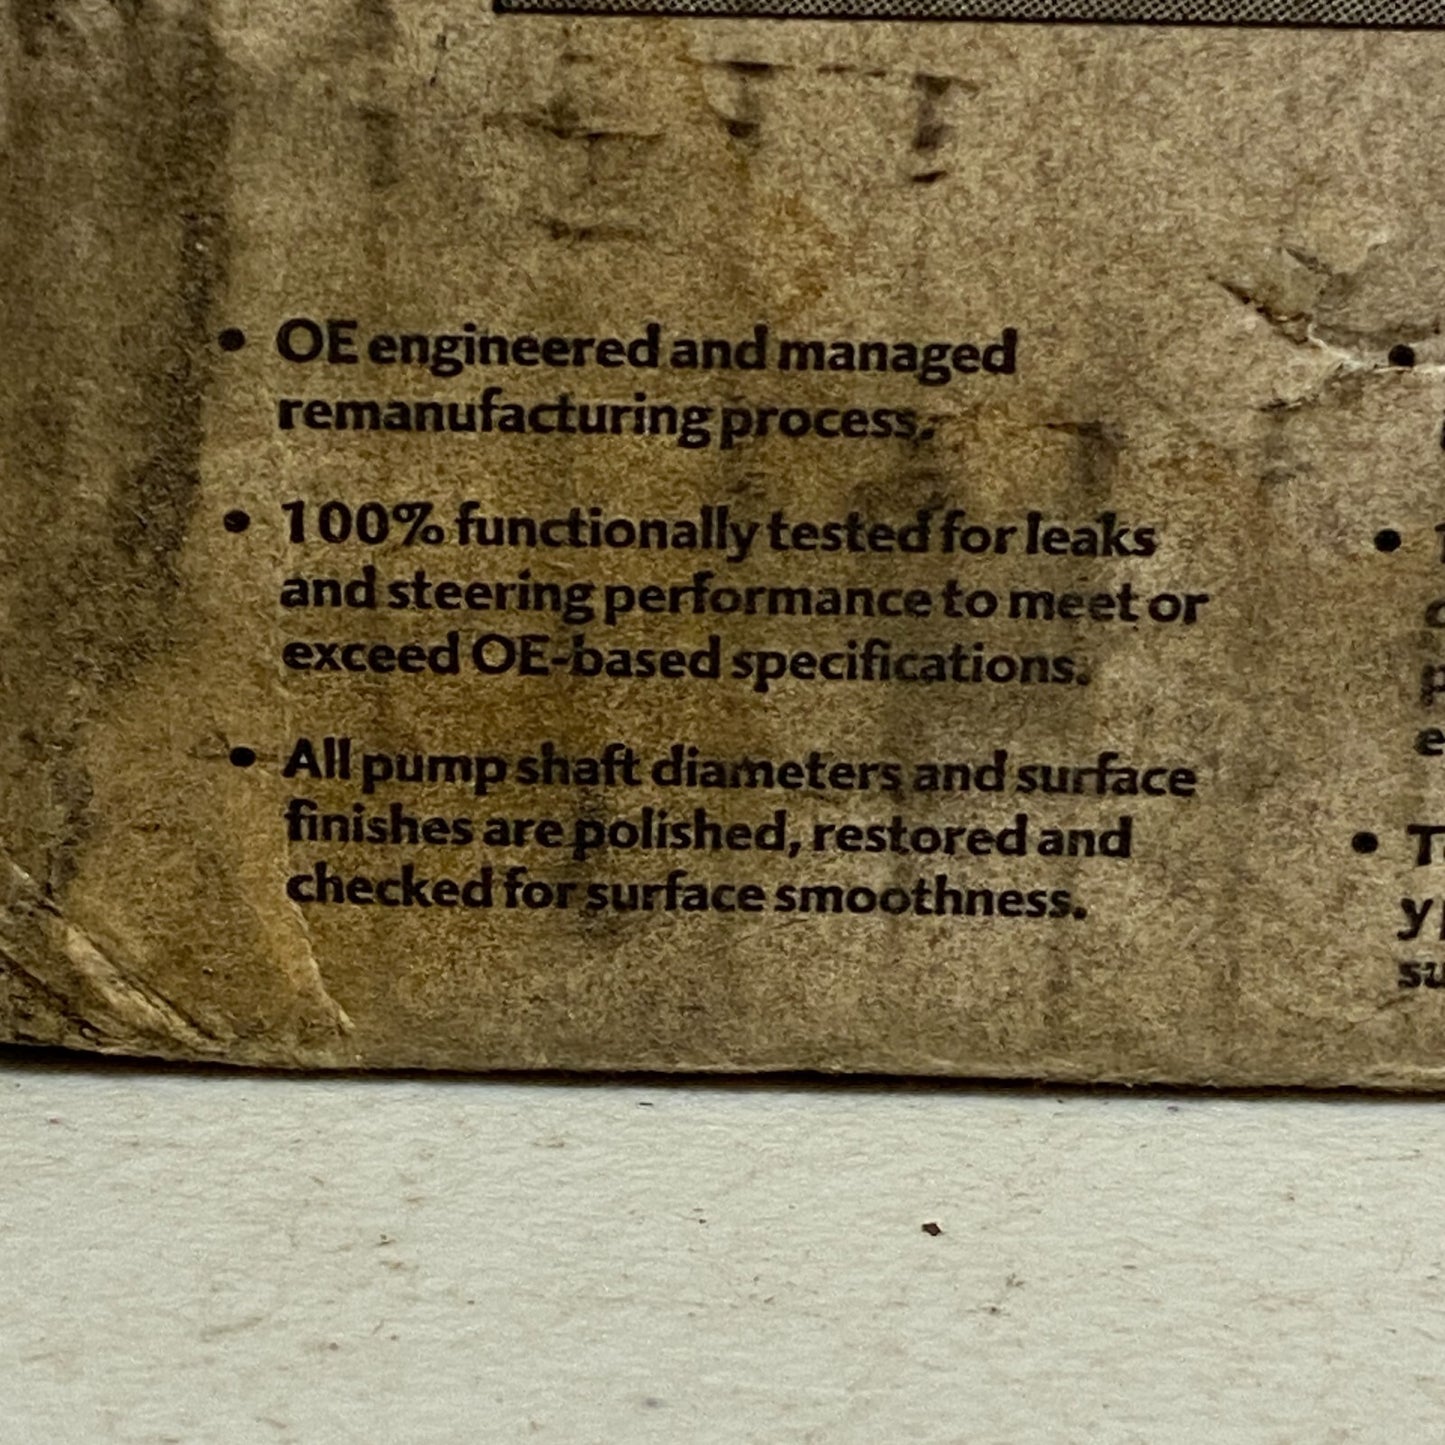 • OE engineered and managed
remanufacturing process.
• 100% functionally tested for leaks
and steering performance to meet or
exceed OE-based specifications.
• All pump shaft diameters and surface
finishes are polished, restored and
checked for surface smoothness.